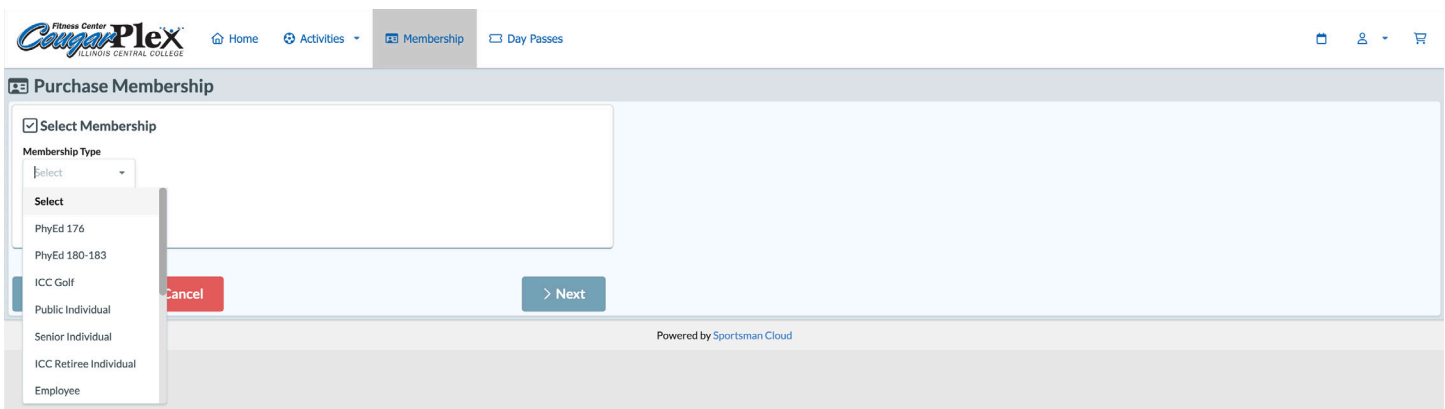 Fitness Center
CougarPlex
ILLINOIS CENTRAL COLLEGE
Home
Activities
Membership
Day Passes
Purchase Membership
Select Membership
Membership Type
Select
Select
PhyEd 176
PhyEd 180-183
ICC Golf
Public Individual
Senior Individual
ICC Retiree Individual
Employee
Cancel
Next
Powered by Sportsman Cloud